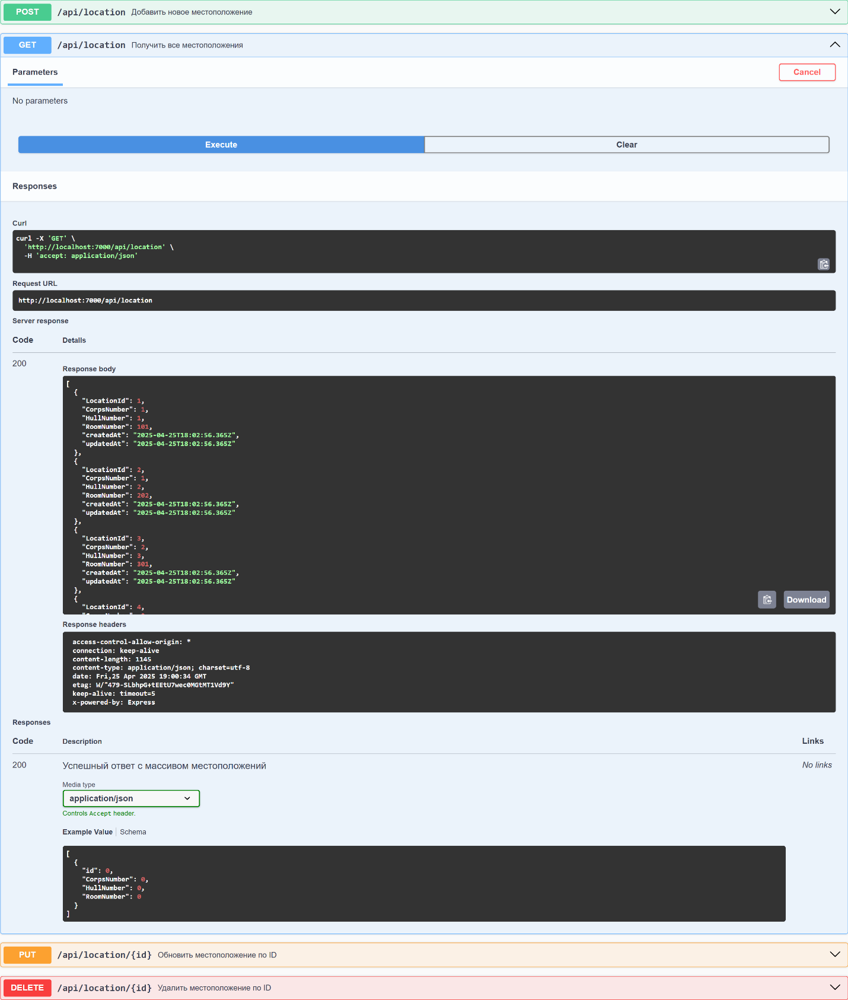 POST /api/location Добавить новое местоположение
GET /api/location Получить все местоположения
Parameters
Cancel
No parameters
Execute
Clear
Responses
Curl
curl -X 'GET' \
'http://localhost:7000/api/location' \
-H 'accept: application/json'
Request URL
http://localhost:7000/api/location
Server response
Code Details
200
Response body
[
{
"LocationId": 1,
"CorpsNumber": 1,
"HullNumber": 1,
"RoomNumber": 101,
"createdAt": "2025-04-25T18:02:56.365Z",
"updatedAt": "2025-04-25T18:02:56.365Z"
},
{
"LocationId": 2,
"CorpsNumber": 1,
"HullNumber": 2,
"RoomNumber": 202,
"createdAt": "2025-04-25T18:02:56.365Z",
"updatedAt": "2025-04-25T18:02:56.365Z"
},
{
"LocationId": 3,
"CorpsNumber": 2,
"HullNumber": 3,
"RoomNumber": 301,
"createdAt": "2025-04-25T18:02:56.365Z",
"updatedAt": "2025-04-25T18:02:56.365Z"
},
{
"LocationId": 4,
Download
Response headers
access-control-allow-origin: *
connection: keep-alive
content-length: 1145
content-type: application/json; charset=utf-8
date: Fri,25 Apr 2025 19:00:34 GMT
etag: W/"479-SLbhpG+tEEtU7wec0MGtMT1Vd9Y"
keep-alive: timeout=5
x-powered-by: Express
Responses
Code Description Links
200 Успешный ответ с массивом местоположений No links
Media type
application/json
Controls Accept header.
Example Value Schema
[
{
"id": 0,
"CorpsNumber": 0,
"HullNumber": 0,
"RoomNumber": 0
}
]
PUT /api/location/{id} Обновить местоположение по ID
DELETE /api/location/{id} Удалить местоположение по ID